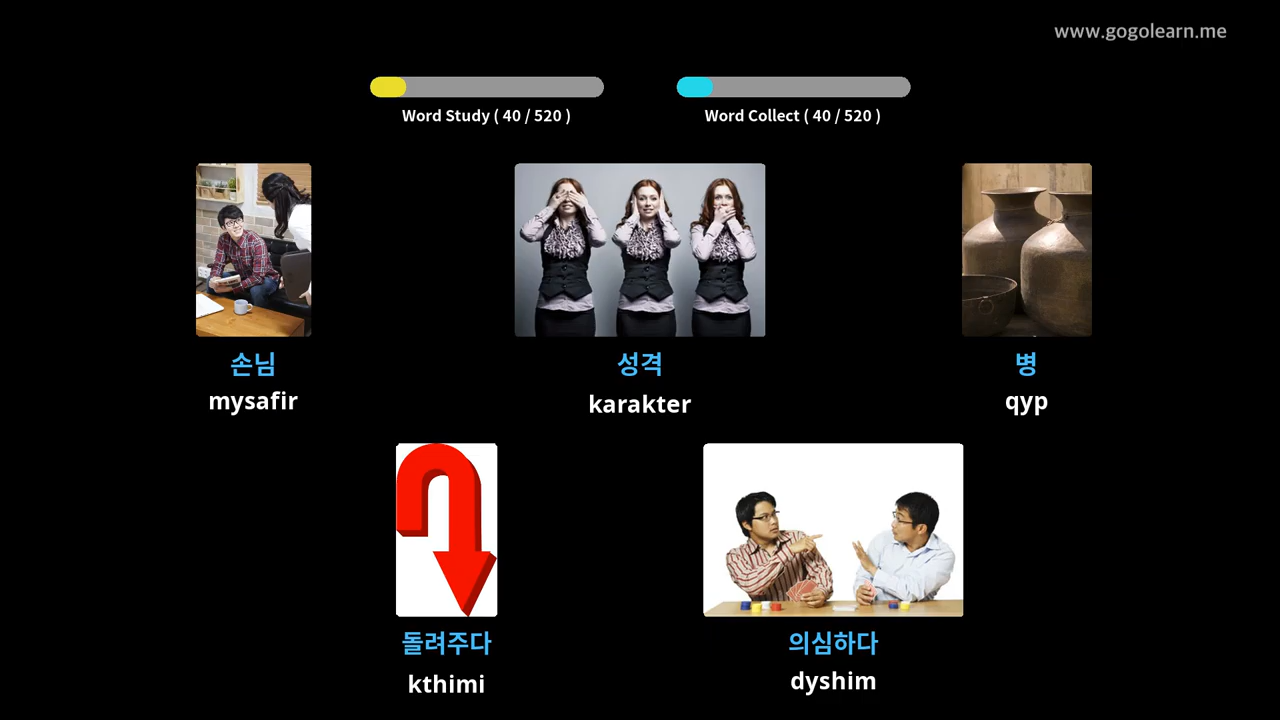 www.gogolearn.me
Word Study ( 40 / 520 )
Word Collect ( 40 / 520 )
손님
mysafir
성격
karakter
병
qyp
돌려주다
kthimi
의심하다
dyshim